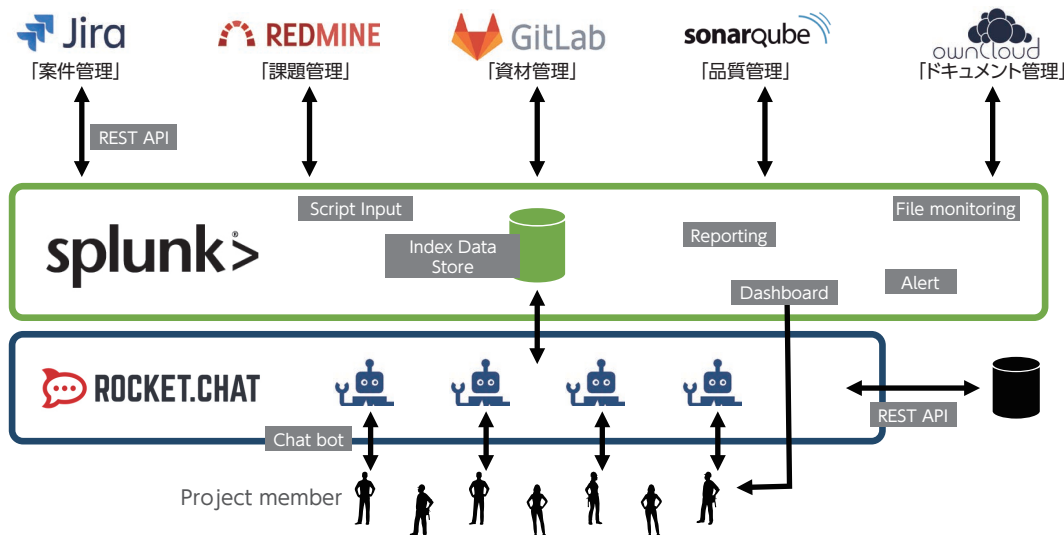 Jira
REDMINE
GitLab
sonarqube
ownCloud
「案件管理」
「課題管理」
「資材管理」
「品質管理」
「ドキュメント管理」
REST API
Script Input
File monitoring
splunk>®
Index Data
Store
Reporting
Alert
Dashboard
ROCKET.CHAT
REST API
Chat bot
Project member